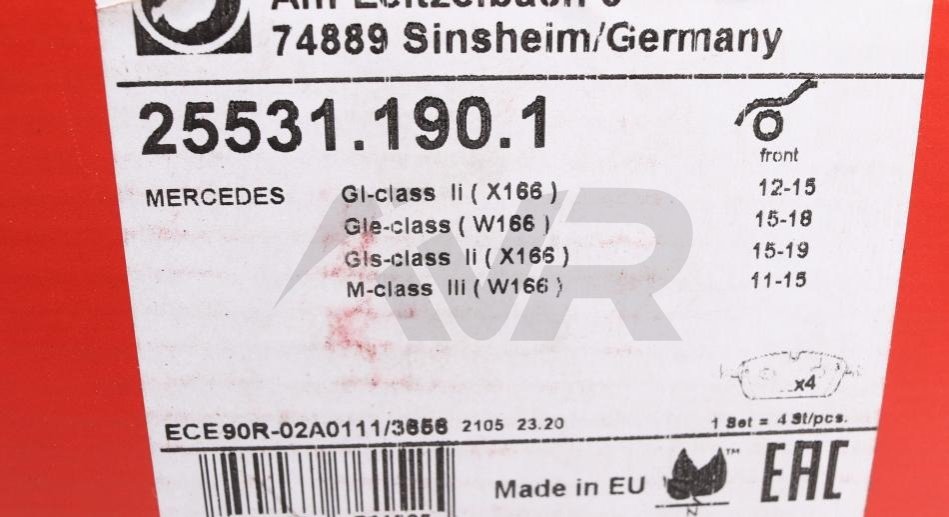 74889 Sinsheim/Germany
25531.190.1
front
MERCEDES Gl-class Ii ( X166 ) 12-15
Gle-class ( W166 ) 15-18
Gls-class Ii ( X166 ) 15-19
M-class IIi ( W166 ) 11-15
AVR
x4
ECE90R-02A0111/3656 2105 23.20 1 Set = 4 St/pcs.
Made in EU ™ EAC